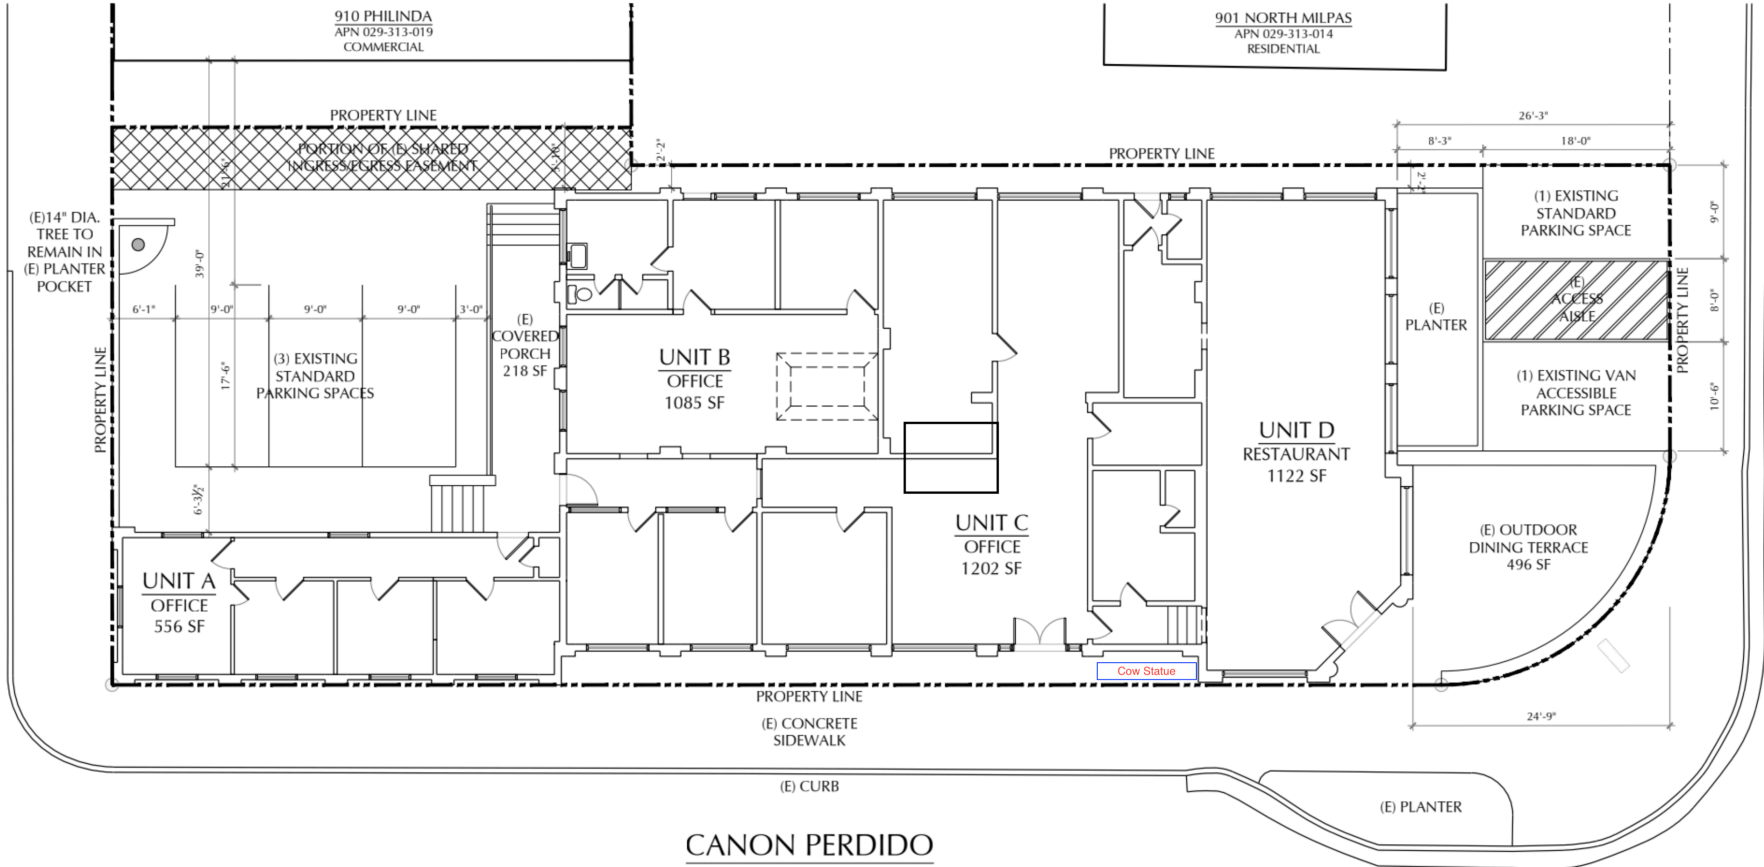 910 PHILINDA
APN 029-313-019
COMMERCIAL
901 NORTH MILPAS
APN 029-313-014
RESIDENTIAL
PROPERTY LINE
PORTION OF (E) SHARED
INGRESS/EGRESS EASEMENT
2'-2"
PROPERTY LINE
26'-3"
8'-3"
18'-0"
2'-2"
(E)14" DIA.
TREE TO
REMAIN IN
(E) PLANTER
POCKET
39'-0"
6'-1"
9'-0"
9'-0"
9'-0"
3'-0"
17'-6"
6'-3½"
(3) EXISTING
STANDARD
PARKING SPACES
PROPERTY LINE
(E)
COVERED
PORCH
218 SF
UNIT B
OFFICE
1085 SF
(E)
PLANTER
(1) EXISTING
STANDARD
PARKING SPACE
9'-0"
(E)
ACCESS
AISLE
8'-0"
PROPERTY LINE
(1) EXISTING VAN
ACCESSIBLE
PARKING SPACE
10'-6"
UNIT D
RESTAURANT
1122 SF
UNIT C
OFFICE
1202 SF
(E) OUTDOOR
DINING TERRACE
496 SF
UNIT A
OFFICE
556 SF
Cow Statue
PROPERTY LINE
24'-9"
(E) CONCRETE
SIDEWALK
(E) CURB
(E) PLANTER
CANON PERDIDO